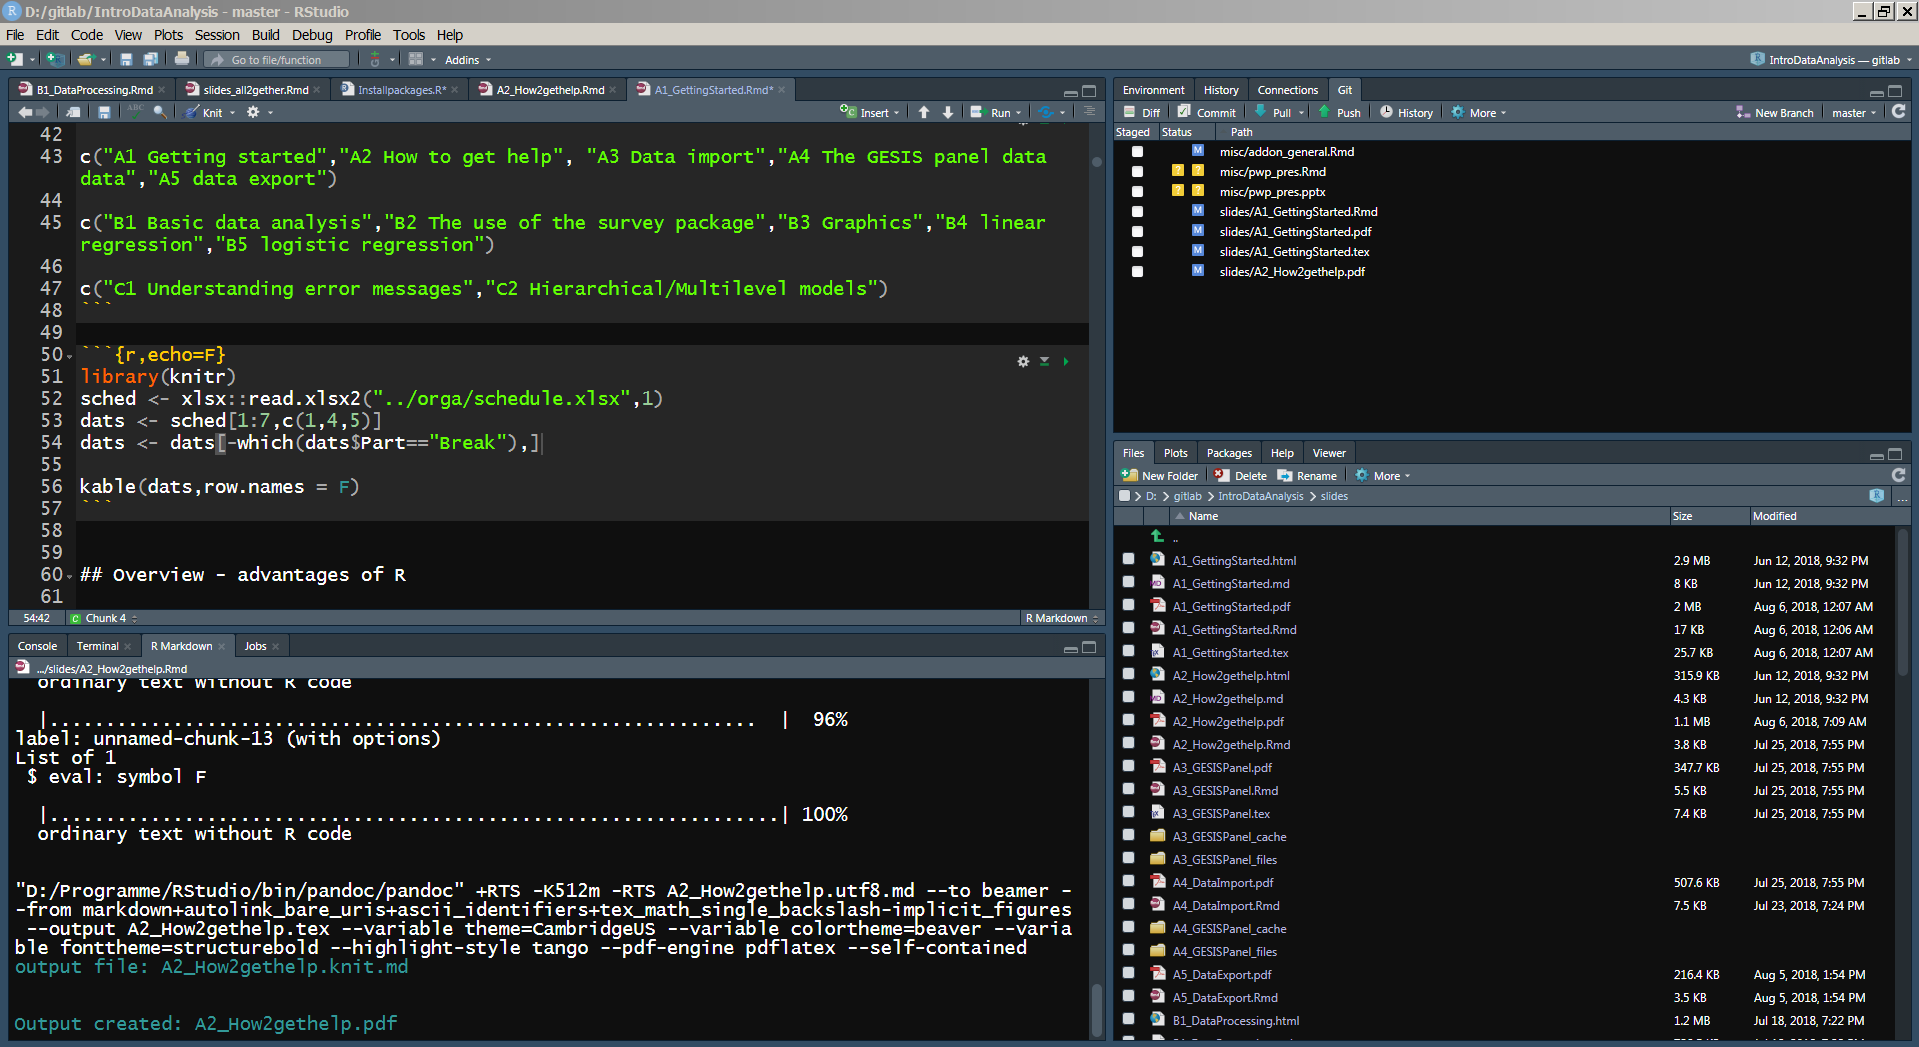 D:/gitlab/IntroDataAnalysis - master - RStudio
File Edit Code View Plots Session Build Debug Profile Tools Help
Go to file/function Addins IntroDataAnalysis — gitlab
B1_DataProcessing.Rmd slides_all2gether.Rmd Installpackages.R* A2_How2gethelp.Rmd A1_GettingStarted.Rmd*
ABC Knit Insert Run
42
43 c("A1 Getting started","A2 How to get help", "A3 Data import","A4 The GESIS panel data
data","A5 data export")
44
45 c("B1 Basic data analysis","B2 The use of the survey package","B3 Graphics","B4 linear
regression","B5 logistic regression")
46
47 c("C1 Understanding error messages","C2 Hierarchical/Multilevel models")
48 ```
49
50 ```{r,echo=F}
51 library(knitr)
52 sched <- xlsx::read.xlsx2("../orga/schedule.xlsx",1)
53 dats <- sched[1:7,c(1,4,5)]
54 dats <- dats[-which(dats$Part=="Break"),]
55
56 kable(dats,row.names = F)
57 ```
58
59
60 ## Overview - advantages of R
61
54:42 C Chunk 4 R Markdown
Console Terminal R Markdown Jobs
.../slides/A2_How2gethelp.Rmd
ordinary text without R code
|............................................................... | 96%
label: unnamed-chunk-13 (with options)
List of 1
$ eval: symbol F
|.................................................................| 100%
ordinary text without R code
"D:/Programme/RStudio/bin/pandoc/pandoc" +RTS -K512m -RTS A2_How2gethelp.utf8.md --to beamer -
-from markdown+autolink_bare_uris+ascii_identifiers+tex_math_single_backslash-implicit_figures
--output A2_How2gethelp.tex --variable theme=CambridgeUS --variable colortheme=beaver --varia
ble fonttheme=structurebold --highlight-style tango --pdf-engine pdflatex --self-contained
output file: A2_How2gethelp.knit.md
Output created: A2_How2gethelp.pdf
Environment History Connections Git
Diff Commit Pull Push History More New Branch master
Staged Status Path
M misc/addon_general.Rmd
? ? misc/pwp_pres.Rmd
? ? misc/pwp_pres.pptx
M slides/A1_GettingStarted.Rmd
M slides/A1_GettingStarted.pdf
M slides/A1_GettingStarted.tex
M slides/A2_How2gethelp.pdf
Files Plots Packages Help Viewer
New Folder Delete Rename More
D: gitlab IntroDataAnalysis slides ...
Name Size Modified
..
A1_GettingStarted.html 2.9 MB Jun 12, 2018, 9:32 PM
A1_GettingStarted.md 8 KB Jun 12, 2018, 9:32 PM
A1_GettingStarted.pdf 2 MB Aug 6, 2018, 12:07 AM
A1_GettingStarted.Rmd 17 KB Aug 6, 2018, 12:06 AM
A1_GettingStarted.tex 25.7 KB Aug 6, 2018, 12:07 AM
A2_How2gethelp.html 315.9 KB Jun 12, 2018, 9:32 PM
A2_How2gethelp.md 4.3 KB Jun 12, 2018, 9:32 PM
A2_How2gethelp.pdf 1.1 MB Aug 6, 2018, 7:09 AM
A2_How2gethelp.Rmd 3.8 KB Jul 25, 2018, 7:55 PM
A3_GESISPanel.pdf 347.7 KB Jul 25, 2018, 7:55 PM
A3_GESISPanel.Rmd 5.5 KB Jul 25, 2018, 7:55 PM
A3_GESISPanel.tex 7.4 KB Jul 25, 2018, 7:55 PM
A3_GESISPanel_cache
A3_GESISPanel_files
A4_DataImport.pdf 507.6 KB Jul 25, 2018, 7:55 PM
A4_DataImport.Rmd 7.5 KB Jul 23, 2018, 7:24 PM
A4_GESISPanel_cache
A4_GESISPanel_files
A5_DataExport.pdf 216.4 KB Aug 5, 2018, 1:54 PM
A5_DataExport.Rmd 3.5 KB Aug 5, 2018, 1:54 PM
B1_DataProcessing.html 1.2 MB Jul 18, 2018, 7:22 PM